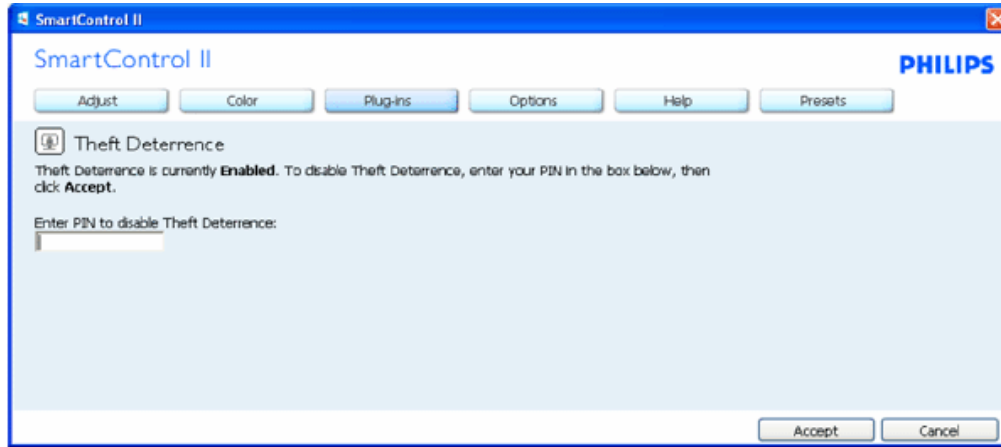 SmartControl II
SmartControl II
PHILIPS
Adjust Color Plug-ins Options Help Presets
Theft Deterrence
Theft Deterrence is currently Enabled. To disable Theft Deterrence, enter your PIN in the box below, then
click Accept.
Enter PIN to disable Theft Deterrence:
Accept Cancel